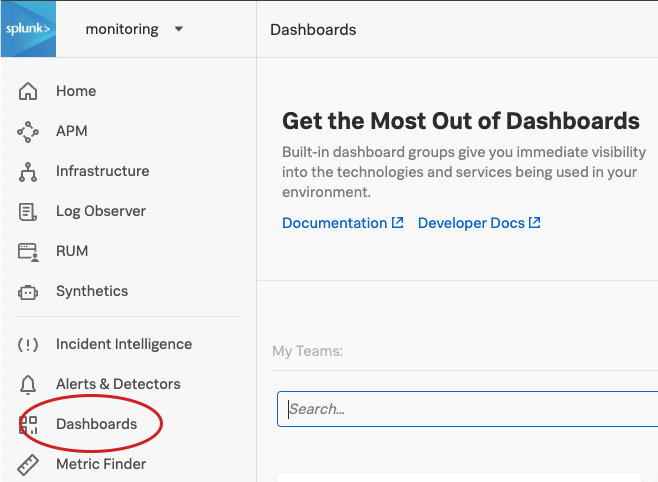 splunk>
monitoring
Dashboards
Home
APM
Infrastructure
Log Observer
RUM
Synthetics
Incident Intelligence
Alerts & Detectors
Dashboards
Metric Finder
Get the Most Out of Dashboards
Built-in dashboard groups give you immediate visibility
into the technologies and services being used in your
environment.
Documentation
Developer Docs
My Teams:
Search...